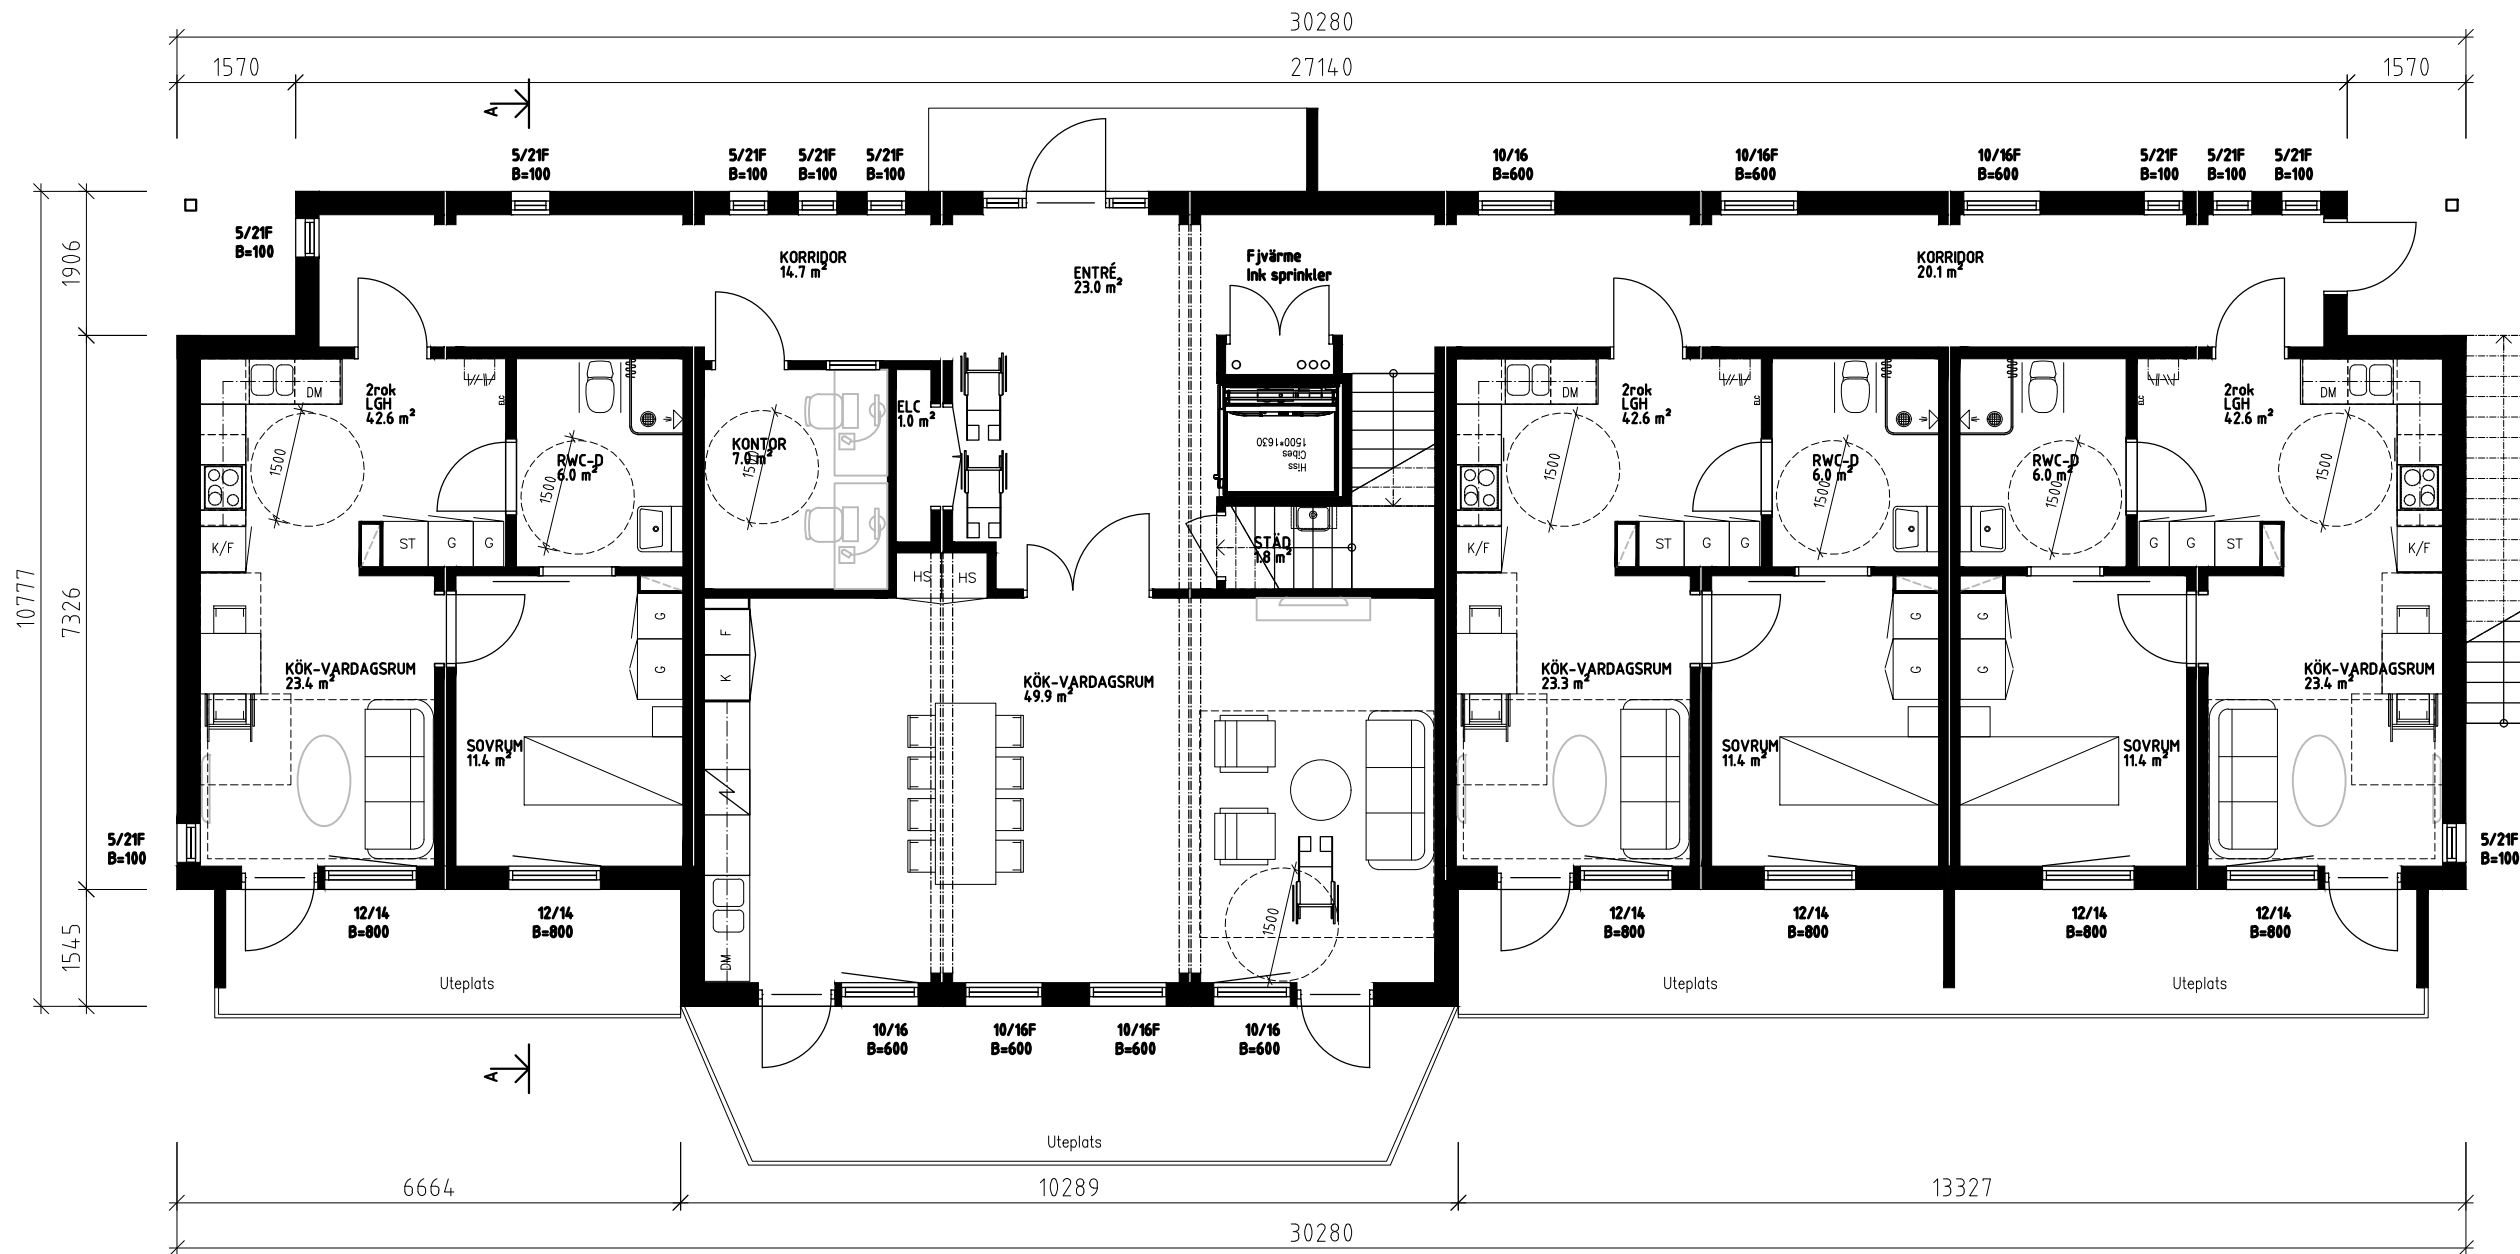 30280
1570
27140
1570
A
5/21F
B=100
5/21F
B=100
5/21F
B=100
5/21F
B=100
10/16
B=600
10/16F
B=600
10/16F
B=600
5/21F
B=100
5/21F
B=100
5/21F
B=100
5/21F
B=100
1906
KORRIDOR
14.7 m²
ENTRÉ
23.0 m²
Fjvärme
Ink sprinkler
KORRIDOR
20.1 m²
DM
2rok
LGH
42.6 m²
ELC
1500
RWC-D
6.0 m²
1500
KONTOR
7.0 m²
1500
ELC
1.0 m²
Hiss
Cibes
1500*1630
DM
2rok
LGH
42.6 m²
ELC
1500
RWC-D
6.0 m²
1500
RWC-D
6.0 m²
1500
ELC
2rok
LGH
42.6 m²
DM
1500
K/F
ST
G
G
HS
HS
STÄD
1.8 m²
K/F
ST
G
G
G
G
ST
K/F
10777
7326
G
G
F
K
G
G
G
G
KÖK-VARDAGSRUM
23.4 m²
KÖK-VARDAGSRUM
49.9 m²
KÖK-VARDAGSRUM
23.3 m²
KÖK-VARDAGSRUM
23.4 m²
SOVRUM
11.4 m²
SOVRUM
11.4 m²
SOVRUM
11.4 m²
5/21F
B=100
5/21F
B=100
12/14
B=800
12/14
B=800
1500
DM
12/14
B=800
12/14
B=800
12/14
B=800
12/14
B=800
1545
Uteplats
Uteplats
Uteplats
10/16
B=600
10/16F
B=600
10/16F
B=600
10/16
B=600
A
Uteplats
6664
10289
13327
30280